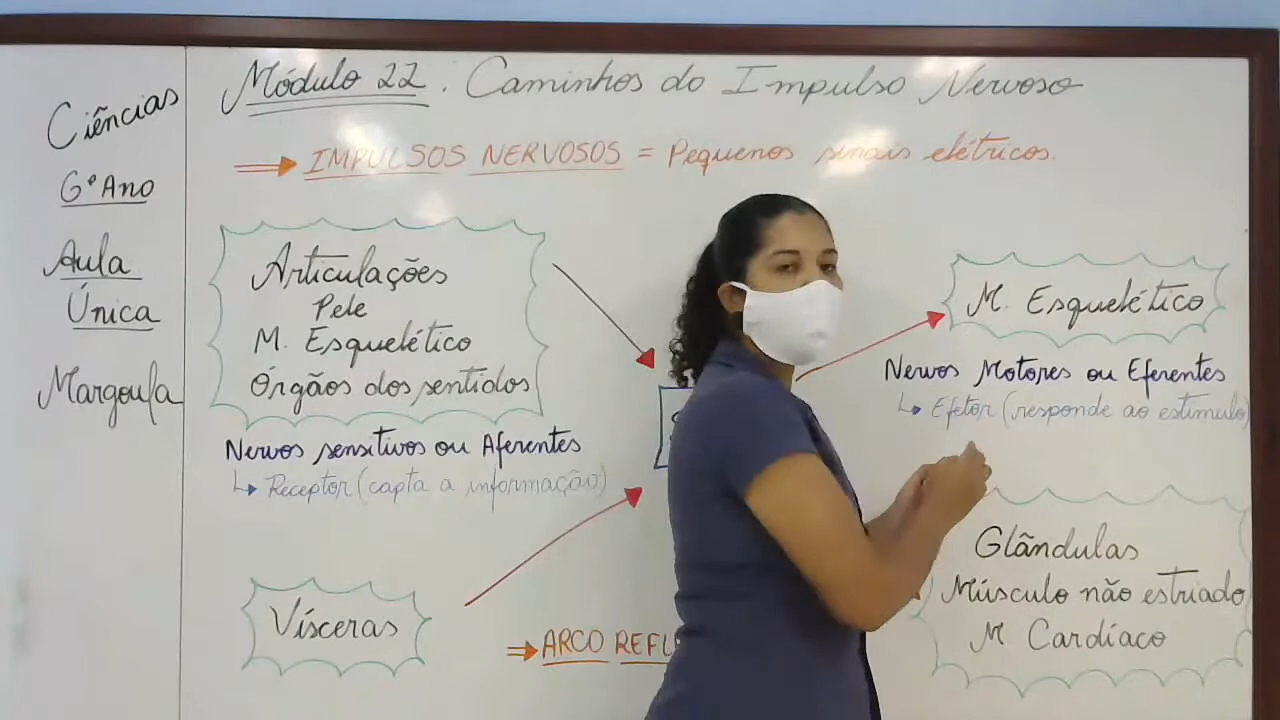 Ciências
6º Ano
Aula
Única
Margoula
Módulo 22. Caminhos do Impulso Nervoso
IMPULSOS NERVOSOS = Pequenos sinais elétricos.
Articulações
Pele
M. Esquelético
Órgãos dos sentidos
Nervos sensitivos ou Aferentes
Receptor (capta a informação)
Vísceras
ARCO
M. Esquelético
Nervos Motores ou Eferentes
Efetor (responde ao estímulo)
Glândulas
Músculo não estriado
M Cardíaco